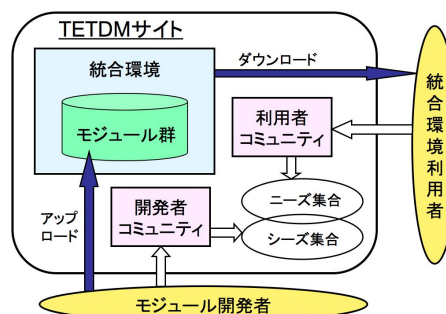 TETDMサイト
統合環境
モジュール群
ダウンロード
利用者
コミュニティ
統合環境利用者
アップ
ロード
開発者
コミュニティ
ニーズ集合
シーズ集合
モジュール開発者